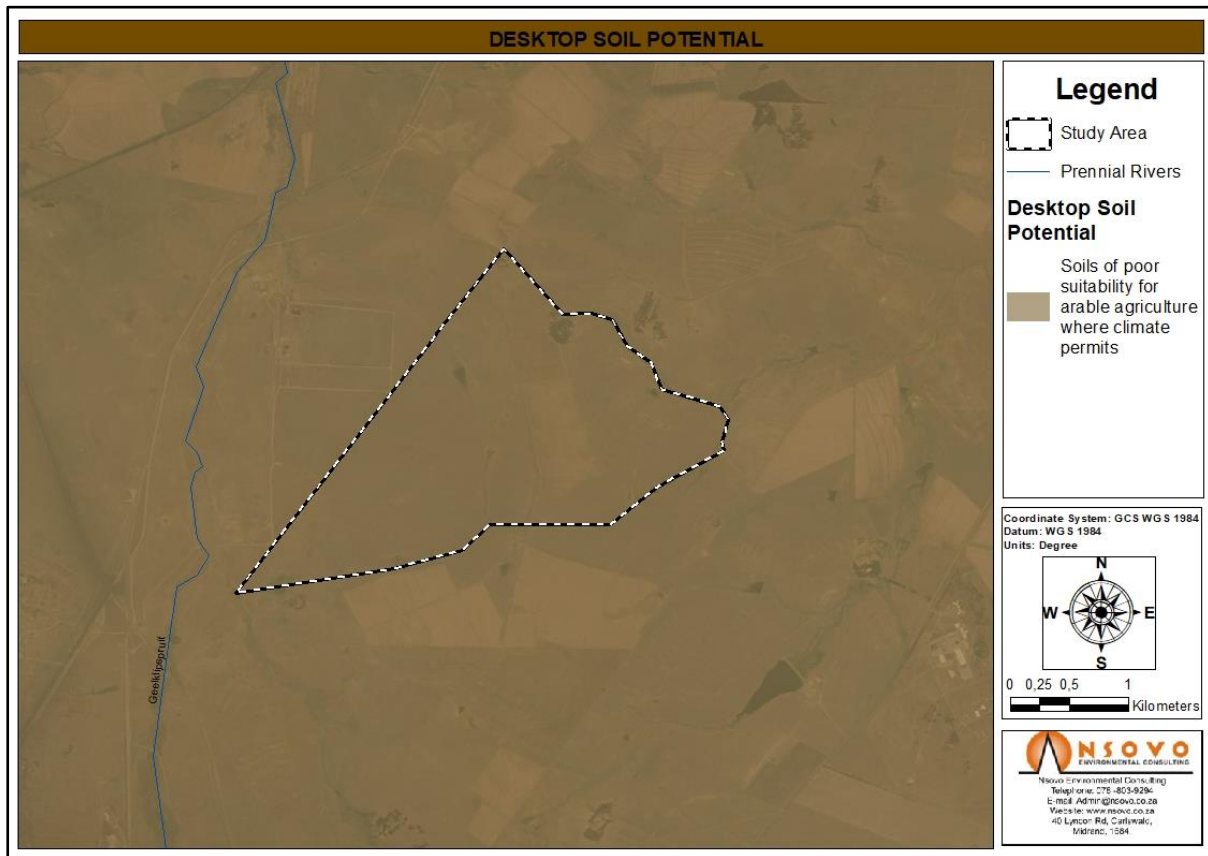 DESKTOP SOIL POTENTIAL
Geelklipspruit
Legend
Study Area
Prennial Rivers
Desktop Soil
Potential
Soils of poor
suitability for
arable agriculture
where climate
permits
Coordinate System: GCS WGS 1984
Datum: WGS 1984
Units: Degree
N
W
E
S
0 0,25 0,5 1
Kilometers
NSOVO
ENVIRONMENTAL CONSULTING
Nsovo Environmental Consulting
Telephone: 078 -803-9294
E-mail: Admin@nsovo.co.za
Website: www.nsovo.co.za
40 Lyncon Rd, Carlswald,
Midrand, 1684.